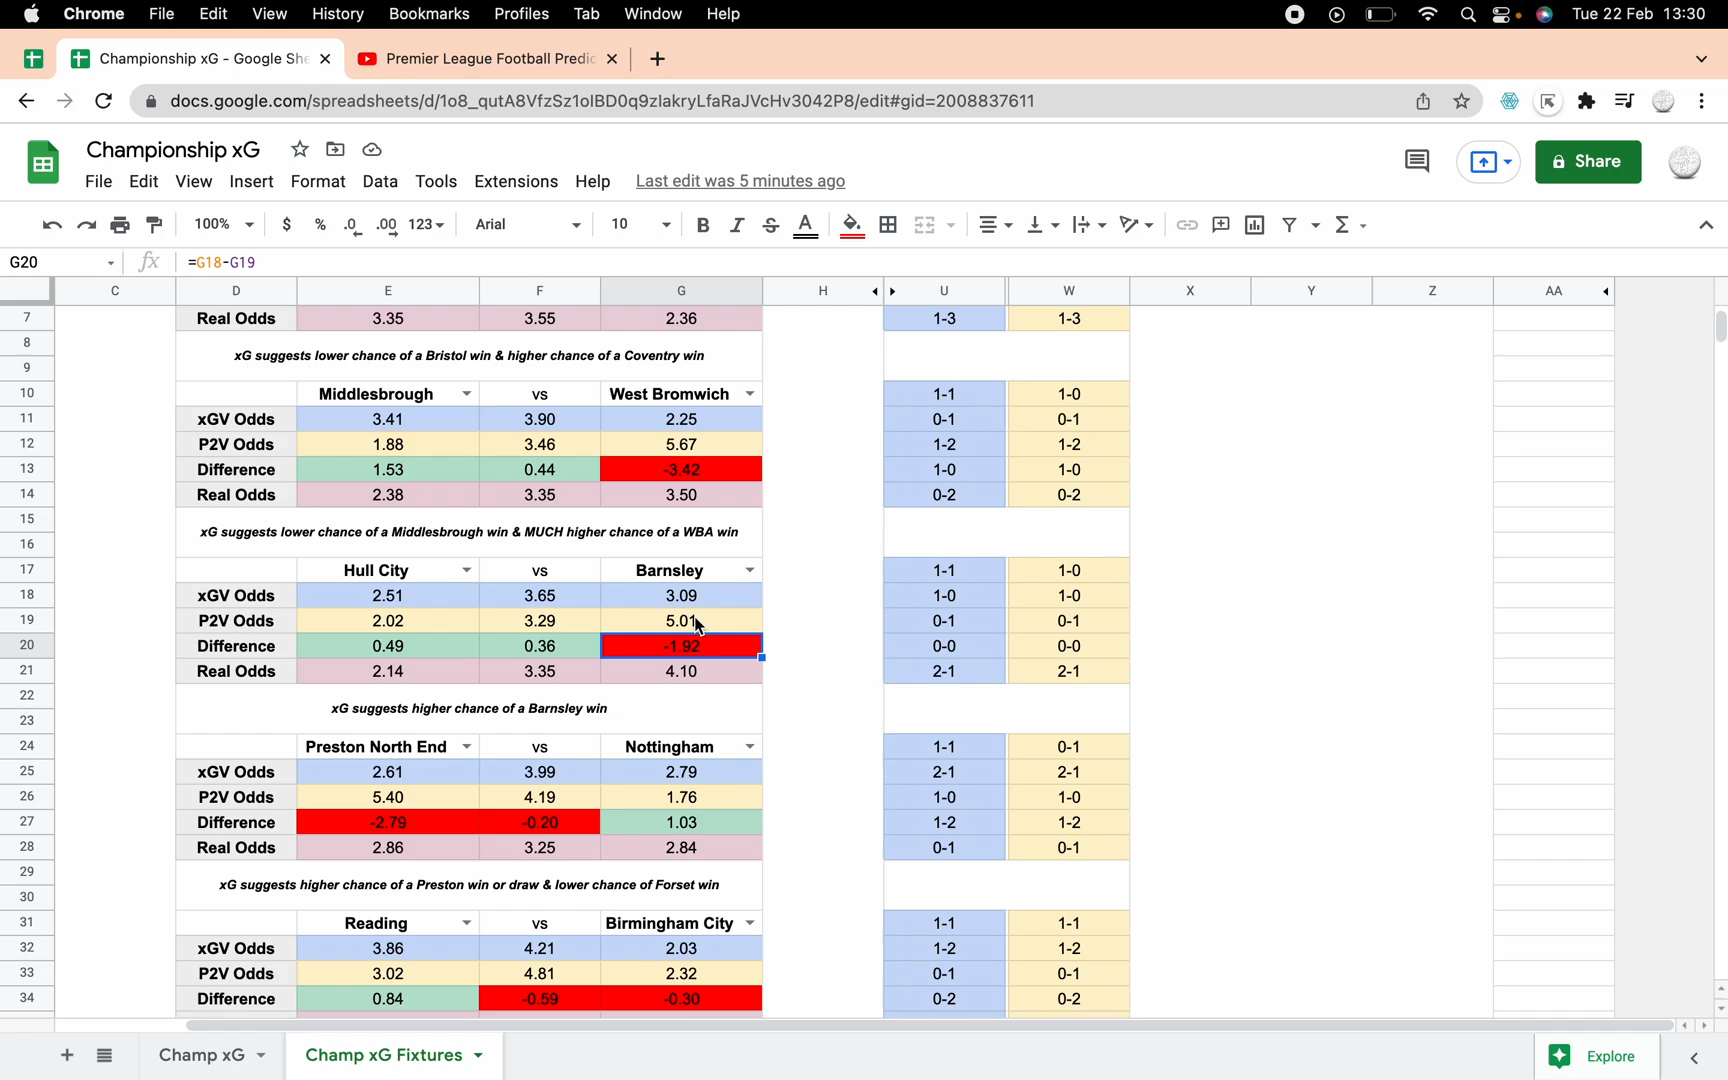 Chrome File Edit View History Bookmarks Profiles Tab Window Help Tue 22 Feb 13:30
Championship xG - Google She Premier League Football Predic
docs.google.com/spreadsheets/d/1o8_qutA8VfzSz1oIBD0q9zlakryLfaRaJVcHv3042P8/edit#gid=2008837611
Championship xG
Share
File Edit View Insert Format Data Tools Extensions Help Last edit was 5 minutes ago
100% $ % .0 .00 123 Arial 10 B I S A
G20 fx =G18-G19
C D E F G H U W X Y Z AA
7 Real Odds 3.35 3.55 2.36 1-3 1-3
8 xG suggests lower chance of a Bristol win & higher chance of a Coventry win
9
10 Middlesbrough vs West Bromwich 1-1 1-0
11 xGV Odds 3.41 3.90 2.25 0-1 0-1
12 P2V Odds 1.88 3.46 5.67 1-2 1-2
13 Difference 1.53 0.44 -3.42 1-0 1-0
14 Real Odds 2.38 3.35 3.50 0-2 0-2
15 xG suggests lower chance of a Middlesbrough win & MUCH higher chance of a WBA win
16
17 Hull City vs Barnsley 1-1 1-0
18 xGV Odds 2.51 3.65 3.09 1-0 1-0
19 P2V Odds 2.02 3.29 5.01 0-1 0-1
20 Difference 0.49 0.36 -1.92 0-0 0-0
21 Real Odds 2.14 3.35 4.10 2-1 2-1
22 xG suggests higher chance of a Barnsley win
23
24 Preston North End vs Nottingham 1-1 0-1
25 xGV Odds 2.61 3.99 2.79 2-1 2-1
26 P2V Odds 5.40 4.19 1.76 1-0 1-0
27 Difference -2.79 -0.20 1.03 1-2 1-2
28 Real Odds 2.86 3.25 2.84 0-1 0-1
29 xG suggests higher chance of a Preston win or draw & lower chance of Forset win
30
31 Reading vs Birmingham City 1-1 1-1
32 xGV Odds 3.86 4.21 2.03 1-2 1-2
33 P2V Odds 3.02 4.81 2.32 0-1 0-1
34 Difference 0.84 -0.59 -0.30 0-2 0-2
Champ xG Champ xG Fixtures Explore